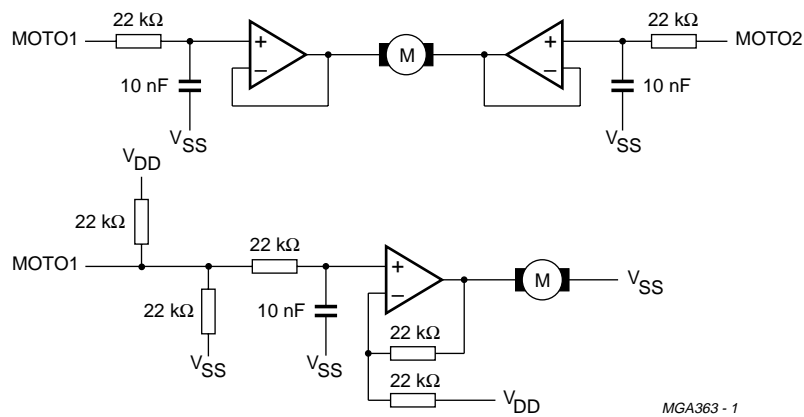 22 kΩ 22 kΩ
MOTO1 + M + MOTO2
10 nF − − 10 nF
VSS VSS
VDD
22 kΩ
22 kΩ
MOTO1 + M VSS
22 kΩ 10 nF −
VSS VSS 22 kΩ
22 kΩ
VDD
MGA363 - 1